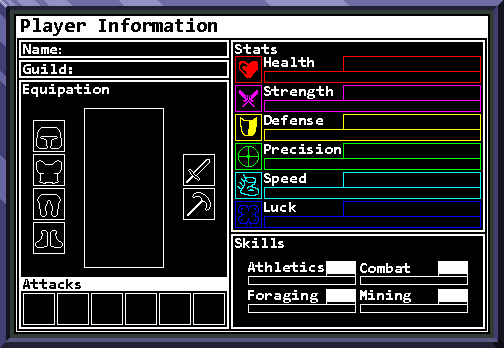 Player Information
Name:
Guild:
Equipation
Attacks
Stats
Health
Strength
Defense
Precision
Speed
Luck
Skills
Athletics
Combat
Foraging
Mining